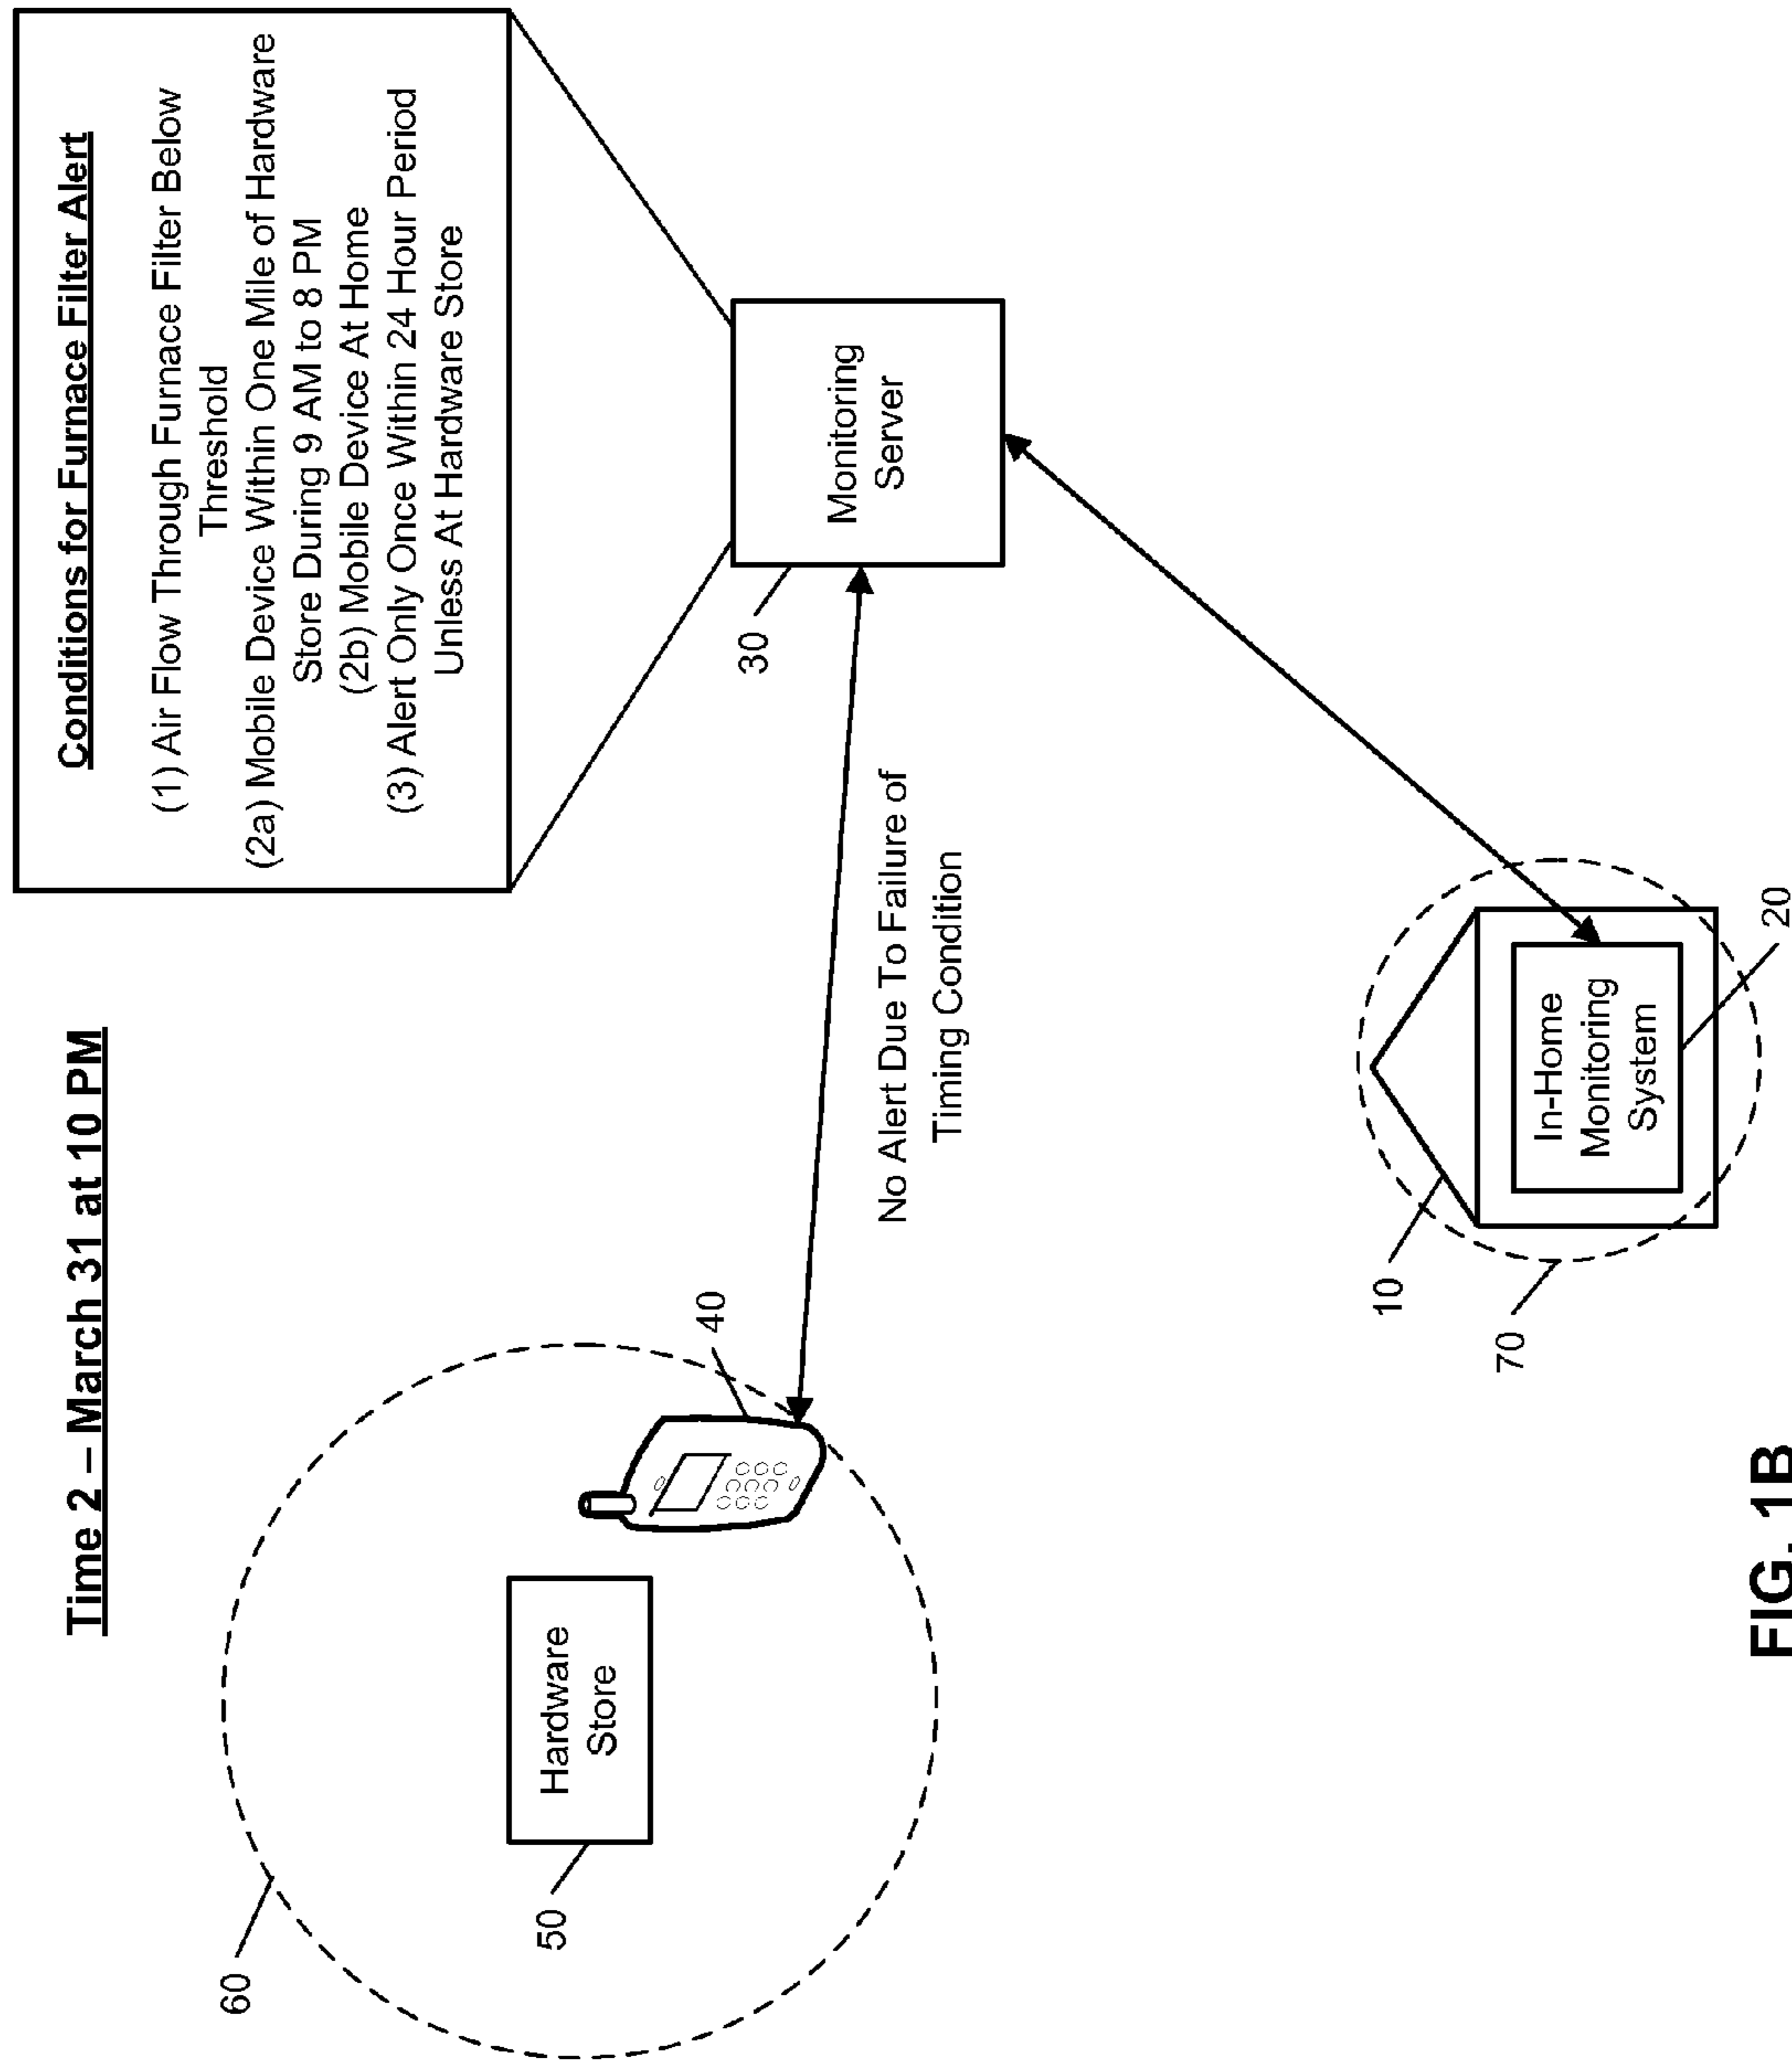 Time 2 – March 31 at 10 PM
Conditions for Furnace Filter Alert
(1) Air Flow Through Furnace Filter Below
Threshold
(2a) Mobile Device Within One Mile of Hardware
Store During 9 AM to 8 PM
(2b) Mobile Device At Home
(3) Alert Only Once Within 24 Hour Period
Unless At Hardware Store
60
50
Hardware
Store
40
30
Monitoring
Server
No Alert Due To Failure of
Timing Condition
10
70
In-Home
Monitoring
System
20
FIG. 1B